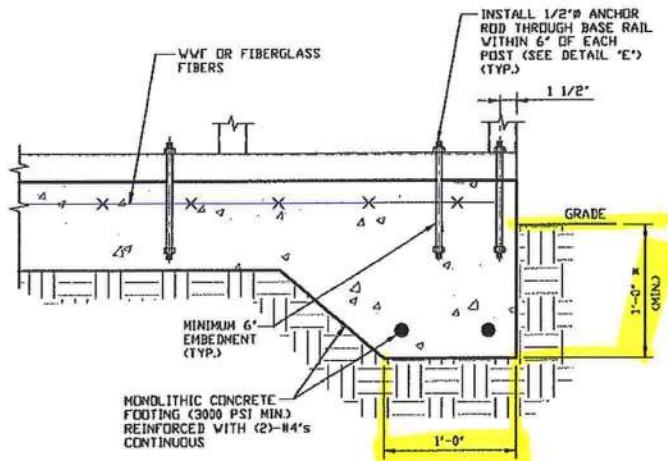 INSTALL 1/2"Ø ANCHOR
ROD THROUGH BASE RAIL
WITHIN 6" OF EACH
POST (SEE DETAIL "E")
(TYP.)
WWF OR FIBERGLASS
FIBERS
1 1/2"
GRADE
1'-0" *
(MIN.)
MINIMUM 6"
EMBEDMENT
(TYP.)
MONOLITHIC CONCRETE
FOOTING (3000 PSI MIN.)
REINFORCED WITH (2)-#4's
CONTINUOUS
1'-0"